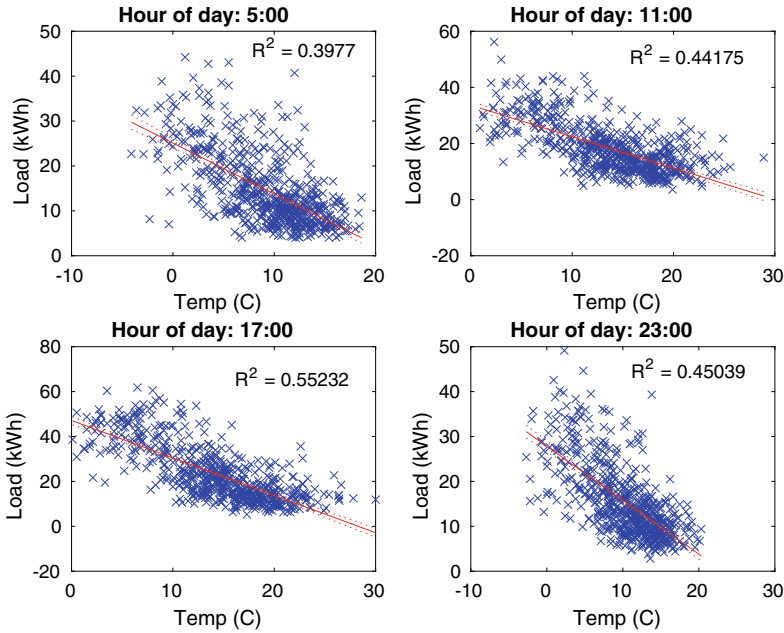 Hour of day: 5:00
R² = 0.3977
Load (kWh)
50
40
30
20
10
0
-10
0
10
20
Temp (C)
Hour of day: 11:00
R² = 0.44175
Load (kWh)
60
40
20
0
-20
0
10
20
30
Temp (C)
Hour of day: 17:00
R² = 0.55232
Load (kWh)
80
60
40
20
0
-20
0
10
20
30
Temp (C)
Hour of day: 23:00
R² = 0.45039
Load (kWh)
50
40
30
20
10
0
-10
0
10
20
30
Temp (C)